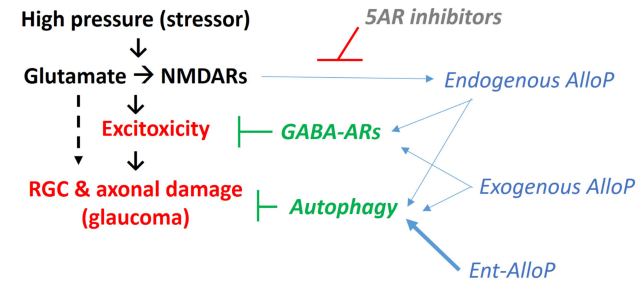 High pressure (stressor)
5AR inhibitors
Glutamate → NMDARs
Endogenous AlloP
Excitoxicity
GABA-ARs
RGC & axonal damage
(glaucoma)
Autophagy
Exogenous AlloP
Ent-AlloP